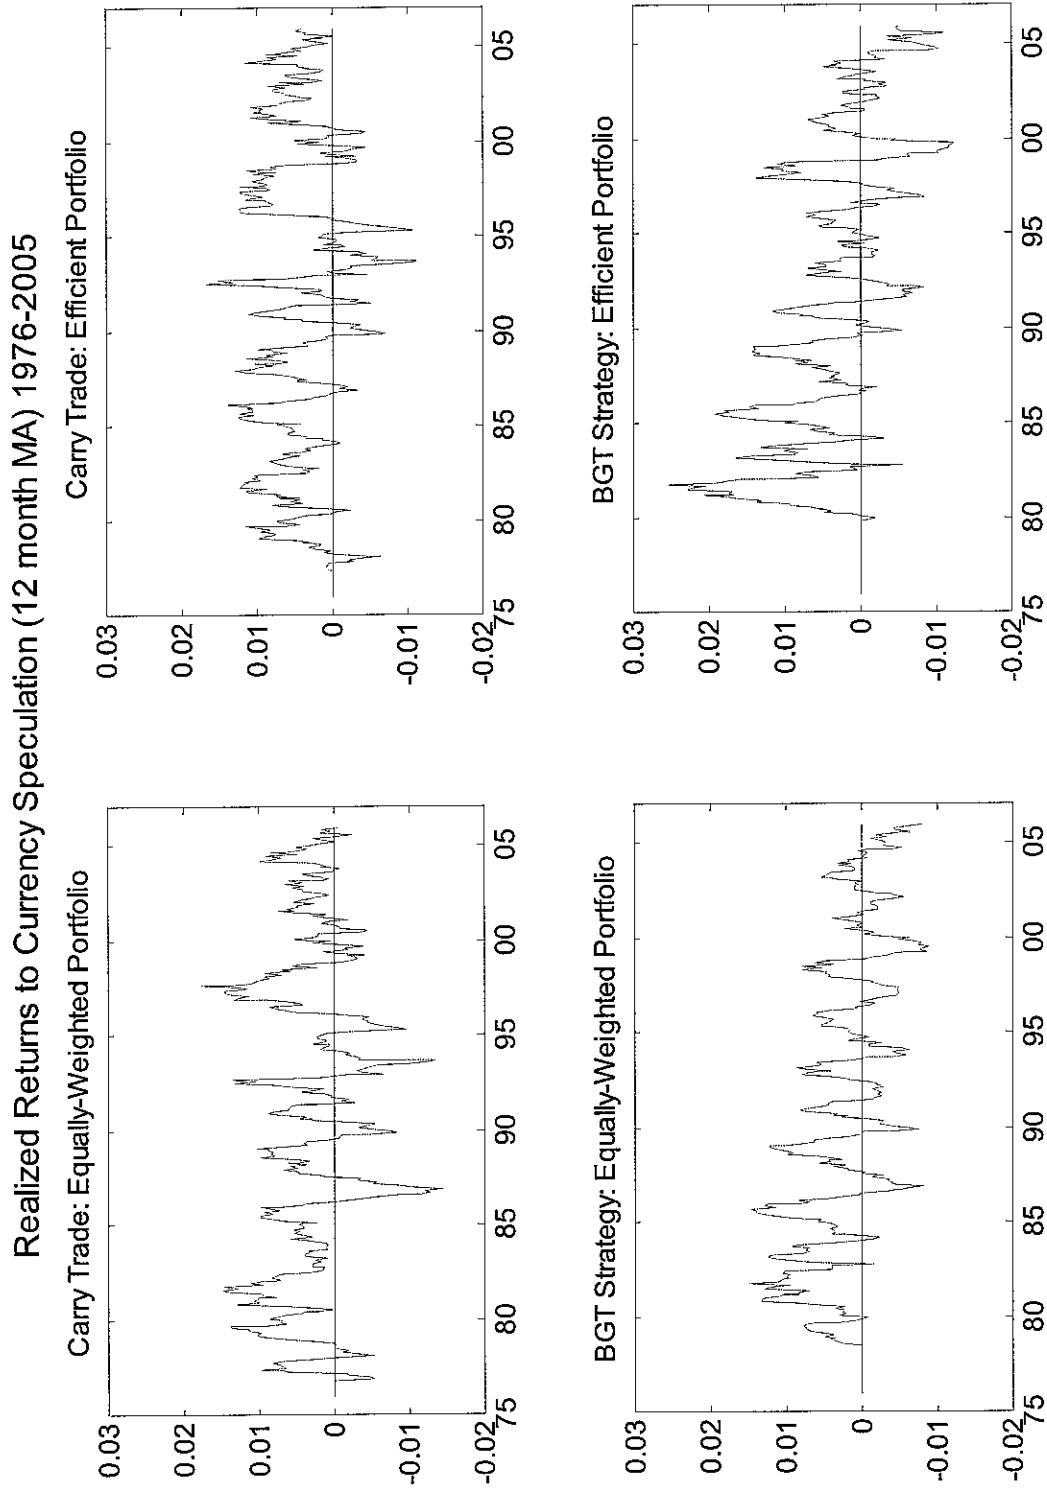 Realized Returns to Currency Speculation (12 month MA) 1976-2005
Carry Trade: Equally-Weighted Portfolio
0.03
0.02
0.01
0
-0.01
-0.02
75 80 85 90 95 00 05
Carry Trade: Efficient Portfolio
0.03
0.02
0.01
0
-0.01
-0.02
75 80 85 90 95 00 05
BGT Strategy: Equally-Weighted Portfolio
0.03
0.02
0.01
0
-0.01
-0.02
75 80 85 90 95 00 05
BGT Strategy: Efficient Portfolio
0.03
0.02
0.01
0
-0.01
-0.02
75 80 85 90 95 00 05